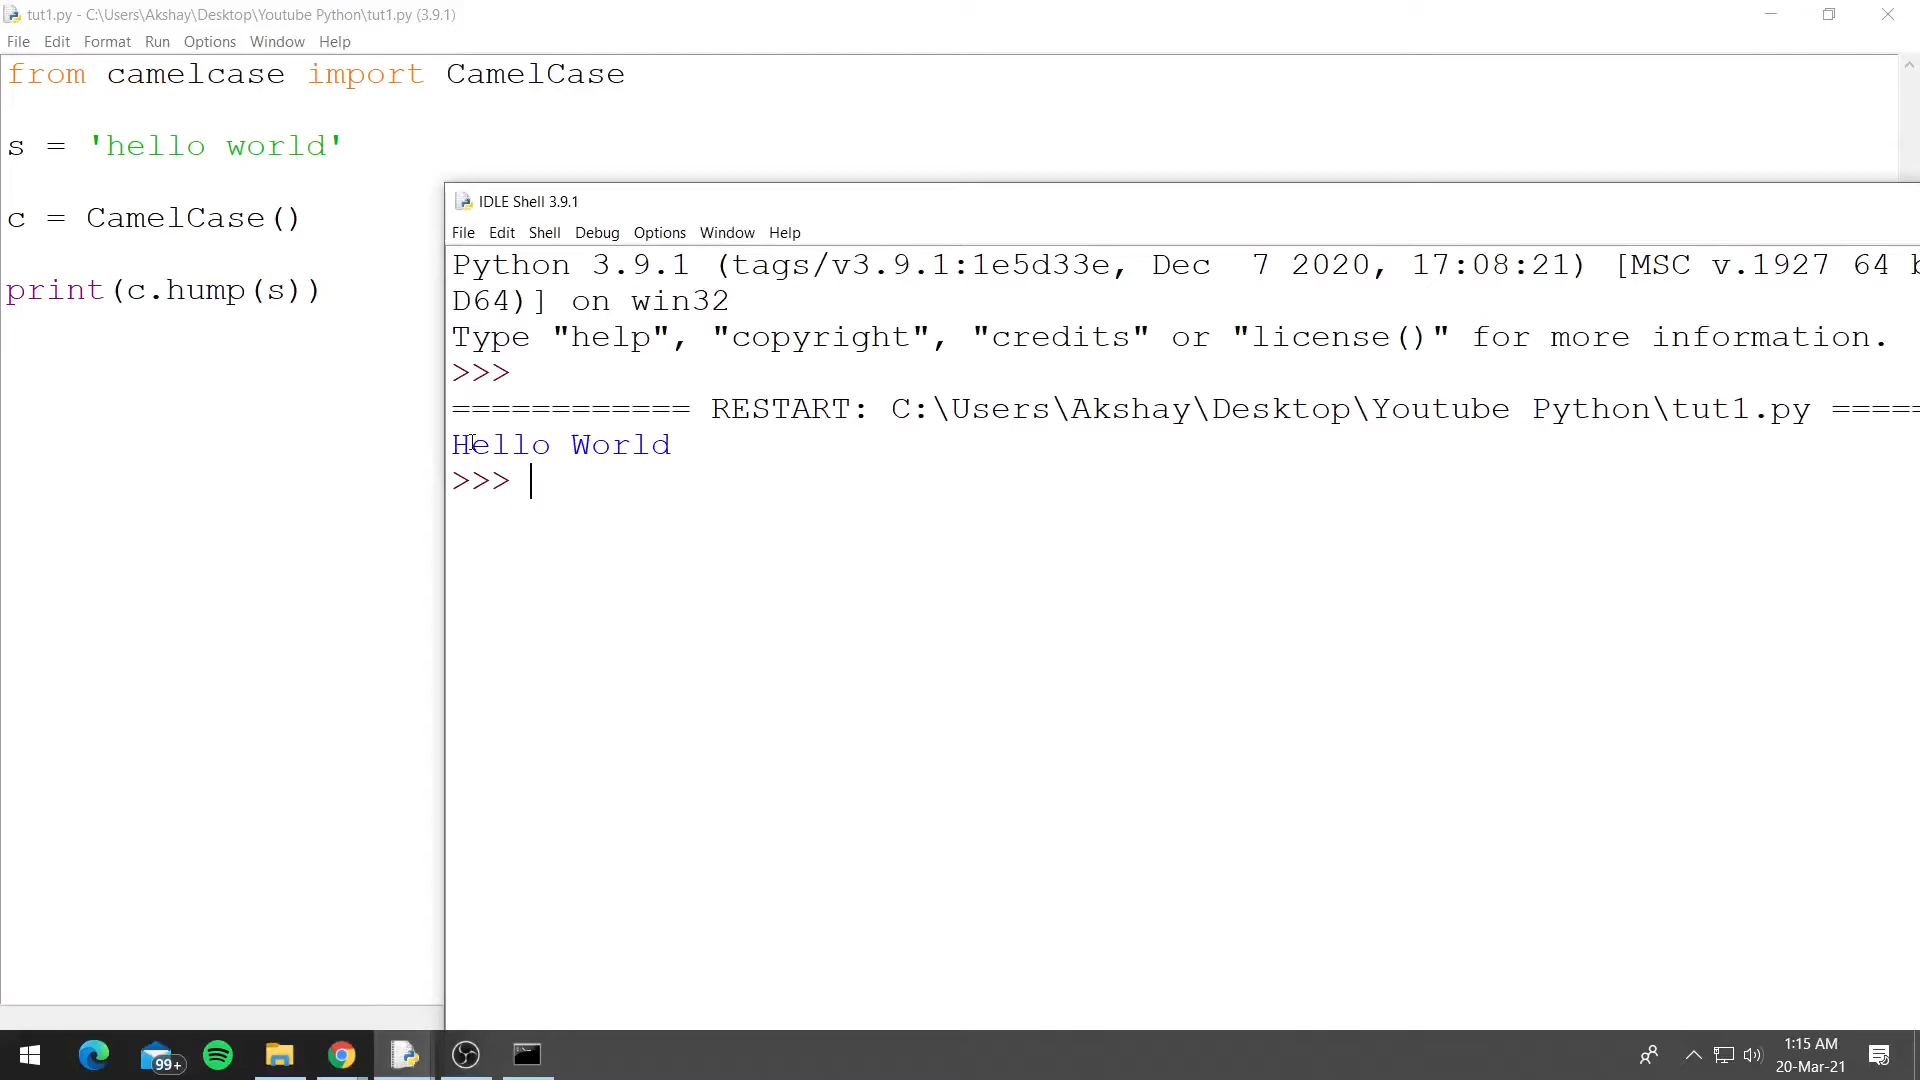 tut1.py - C:\Users\Akshay\Desktop\Youtube Python\tut1.py (3.9.1)
File Edit Format Run Options Window Help
from camelcase import CamelCase
s = 'hello world'
c = CamelCase()
print(c.hump(s))
IDLE Shell 3.9.1
File Edit Shell Debug Options Window Help
Python 3.9.1 (tags/v3.9.1:1e5d33e, Dec  7 2020, 17:08:21) [MSC v.1927 64 b
D64)] on win32
Type "help", "copyright", "credits" or "license()" for more information.
>>>
============ RESTART: C:\Users\Akshay\Desktop\Youtube Python\tut1.py =====
Hello World
>>>
99+
1:15 AM
20-Mar-21